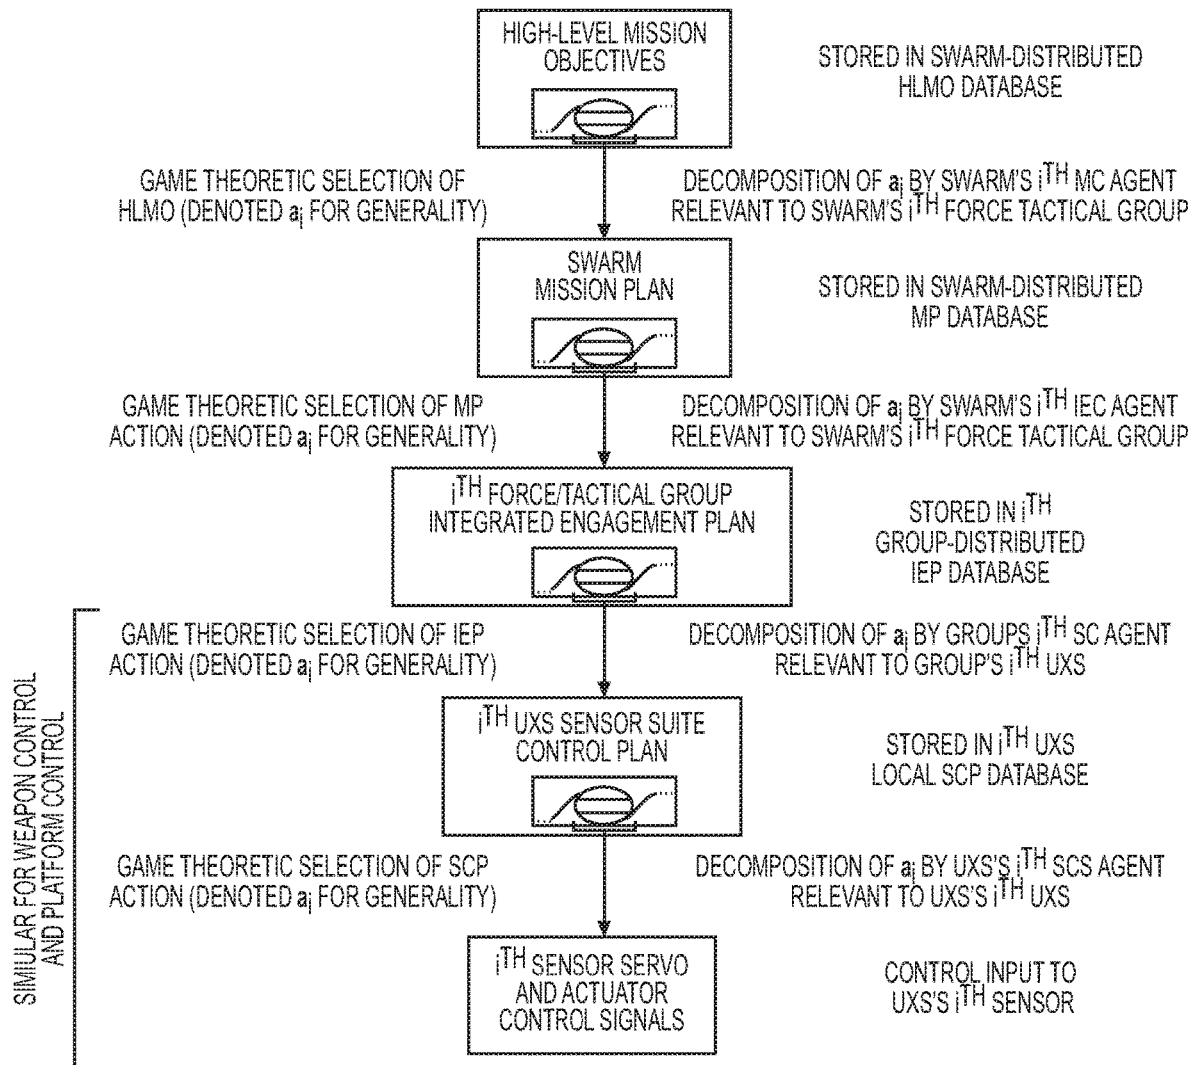 HIGH-LEVEL MISSION
OBJECTIVES
STORED IN SWARM-DISTRIBUTED
HLMO DATABASE
GAME THEORETIC SELECTION OF
HLMO (DENOTED aj FOR GENERALITY)
DECOMPOSITION OF aj BY SWARM'S iTH MC AGENT
RELEVANT TO SWARM'S iTH FORCE TACTICAL GROUP
SWARM
MISSION PLAN
STORED IN SWARM-DISTRIBUTED
MP DATABASE
GAME THEORETIC SELECTION OF MP
ACTION (DENOTED aj FOR GENERALITY)
DECOMPOSITION OF aj BY SWARM'S iTH IEC AGENT
RELEVANT TO SWARM'S iTH FORCE TACTICAL GROUP
iTH FORCE/TACTICAL GROUP
INTEGRATED ENGAGEMENT PLAN
STORED IN iTH
GROUP-DISTRIBUTED
IEP DATABASE
GAME THEORETIC SELECTION OF IEP
ACTION (DENOTED aj FOR GENERALITY)
DECOMPOSITION OF aj BY GROUPS iTH SC AGENT
RELEVANT TO GROUP'S iTH UXS
iTH UXS SENSOR SUITE
CONTROL PLAN
STORED IN iTH UXS
LOCAL SCP DATABASE
GAME THEORETIC SELECTION OF SCP
ACTION (DENOTED aj FOR GENERALITY)
DECOMPOSITION OF aj BY UXS'S iTH SCS AGENT
RELEVANT TO UXS'S iTH UXS
iTH SENSOR SERVO
AND ACTUATOR
CONTROL SIGNALS
CONTROL INPUT TO
UXS'S iTH SENSOR
SIMIULAR FOR WEAPON CONTROL
AND PLATFORM CONTROL